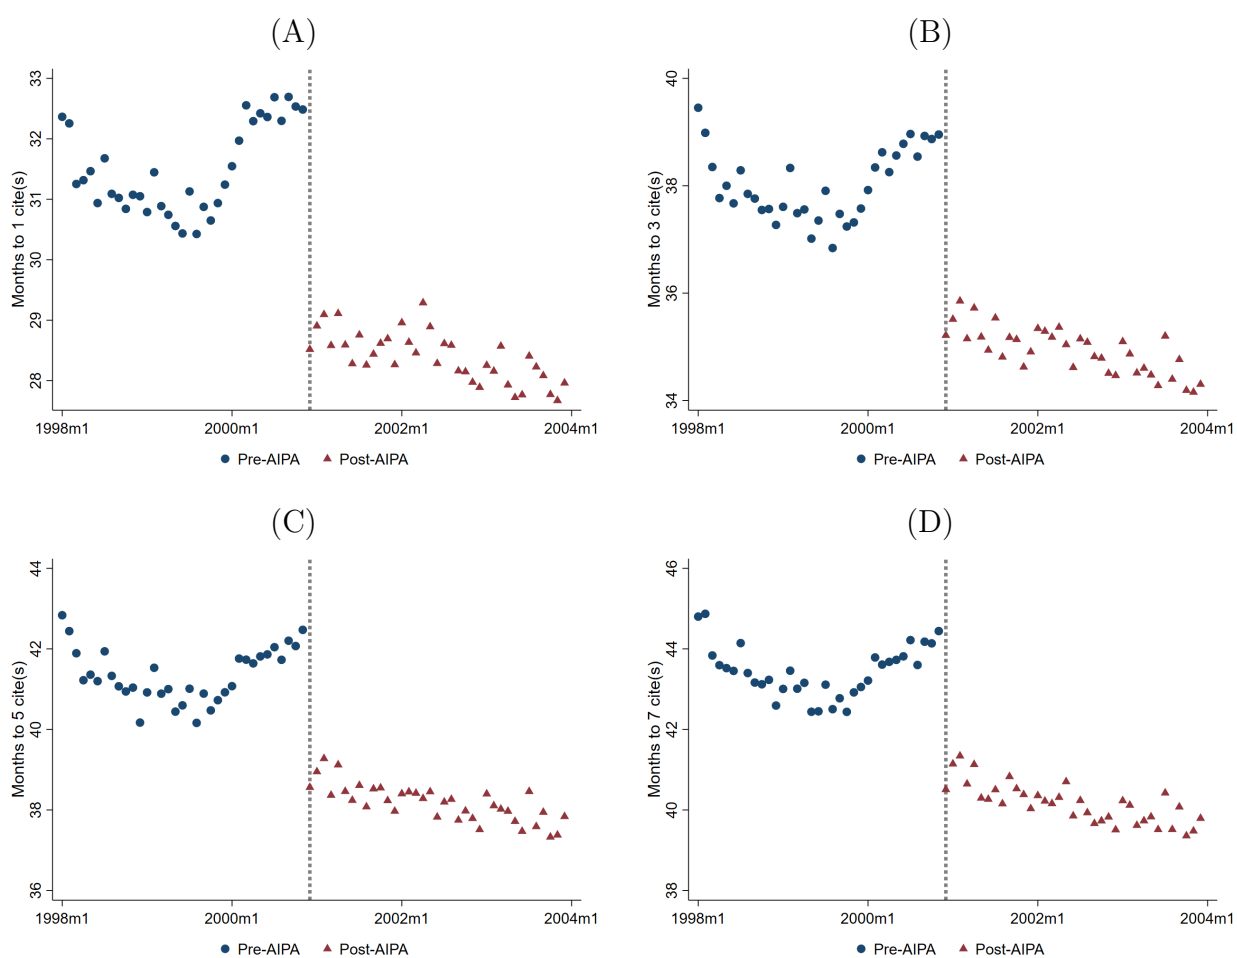 (A)
Months to 1 cite(s)
33
32
31
30
29
28
1998m1 2000m1 2002m1 2004m1
Pre-AIPA Post-AIPA
(B)
Months to 3 cite(s)
40
38
36
34
1998m1 2000m1 2002m1 2004m1
Pre-AIPA Post-AIPA
(C)
Months to 5 cite(s)
44
42
40
38
36
1998m1 2000m1 2002m1 2004m1
Pre-AIPA Post-AIPA
(D)
Months to 7 cite(s)
46
44
42
40
38
1998m1 2000m1 2002m1 2004m1
Pre-AIPA Post-AIPA